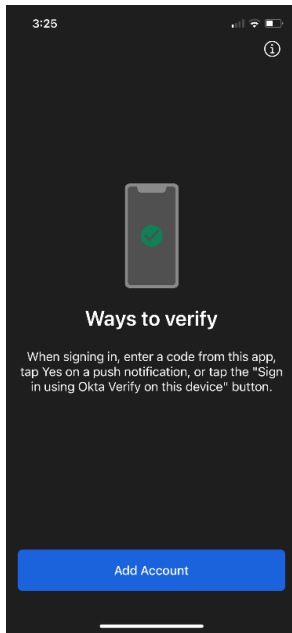 3:25
Ways to verify
When signing in, enter a code from this app,
tap Yes on a push notification, or tap the "Sign
in using Okta Verify on this device" button.
Add Account